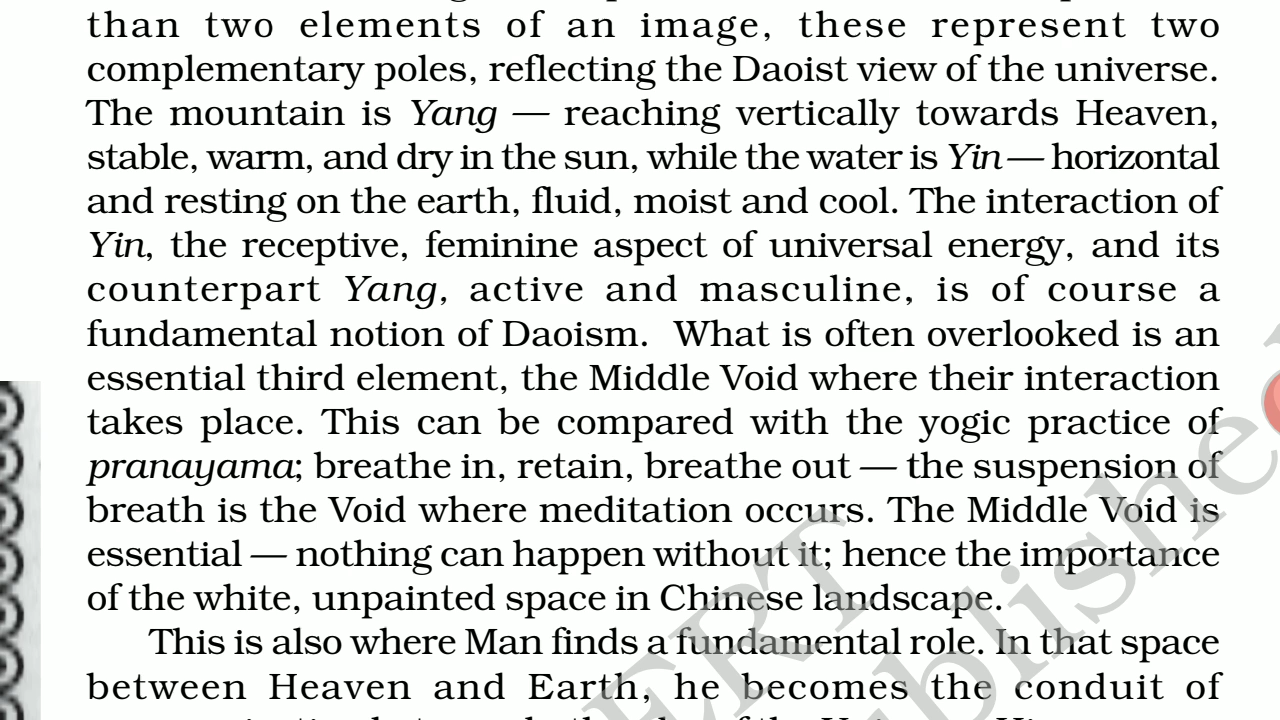 than two elements of an image, these represent two
complementary poles, reflecting the Daoist view of the universe.
The mountain is Yang — reaching vertically towards Heaven,
stable, warm, and dry in the sun, while the water is Yin — horizontal
and resting on the earth, fluid, moist and cool. The interaction of
Yin, the receptive, feminine aspect of universal energy, and its
counterpart Yang, active and masculine, is of course a
fundamental notion of Daoism. What is often overlooked is an
essential third element, the Middle Void where their interaction
takes place. This can be compared with the yogic practice of
pranayama; breathe in, retain, breathe out — the suspension of
breath is the Void where meditation occurs. The Middle Void is
essential — nothing can happen without it; hence the importance
of the white, unpainted space in Chinese landscape.
This is also where Man finds a fundamental role. In that space
between Heaven and Earth, he becomes the conduit of